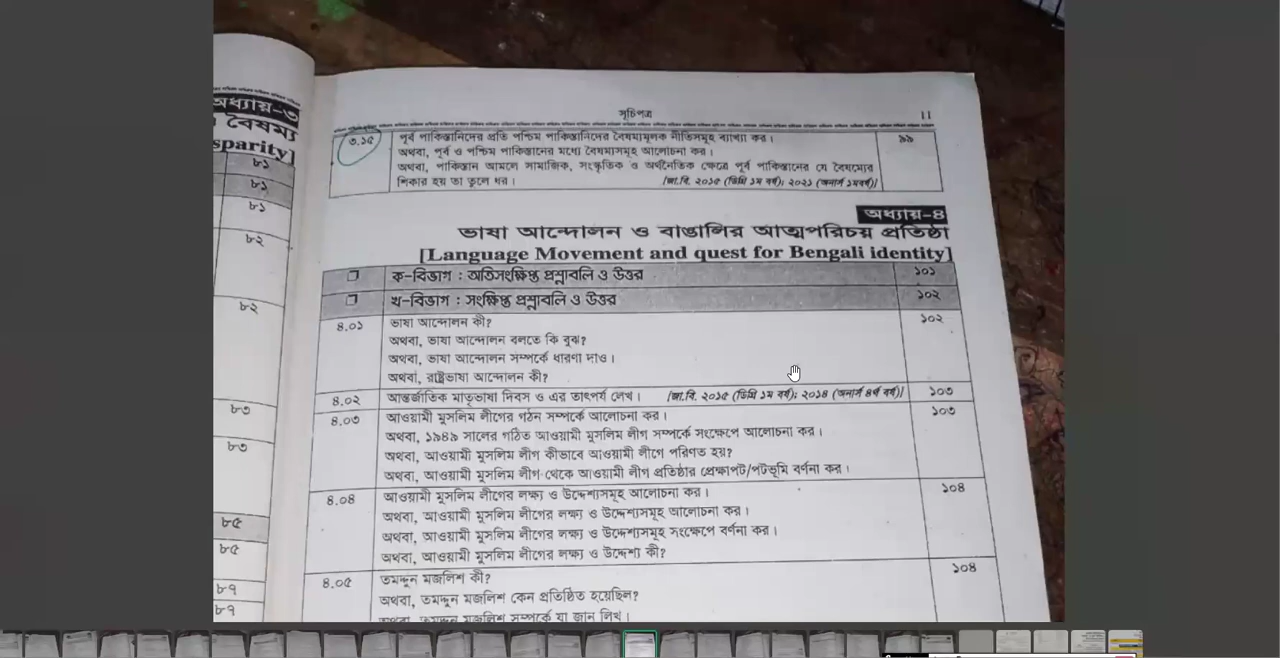 অধ্যায়-৩
বৈষম্য
sparity]
৮১
৮১
৮১
৮২
৮২
৮৩
৮৩
৮৫
৮৫
৮৭
৮৭
সূচিপত্র 11
৩.১৫ পূর্ব পাকিস্তানিদের প্রতি পশ্চিম পাকিস্তানিদের বৈষম্যমূলক নীতিসমূহ ব্যাখ্যা কর। ৯৯
অথবা, পূর্ব ও পশ্চিম পাকিস্তানের মধ্যে বৈষম্যসমূহ আলোচনা কর।
অথবা, পাকিস্তান আমলে সামাজিক, সংস্কৃতিক ও অর্থনৈতিক ক্ষেত্রে পূর্ব পাকিস্তানের যে বৈষম্যের
শিকার হয় তা তুলে ধর। [জা.বি. ২০১৫ (ডিগ্রি ১ম বর্ষ); ২০২১ (অনার্স ১মবর্ষ)]
অধ্যায়-৪
ভাষা আন্দোলন ও বাঙালির আত্মপরিচয় প্রতিষ্ঠা
[Language Movement and quest for Bengali identity]
❐ ক-বিভাগ : অতিসংক্ষিপ্ত প্রশ্নাবলি ও উত্তর ১০১
❐ খ-বিভাগ : সংক্ষিপ্ত প্রশ্নাবলি ও উত্তর ১০২
৪.০১ ভাষা আন্দোলন কী? ১০২
অথবা, ভাষা আন্দোলন বলতে কি বুঝ?
অথবা, ভাষা আন্দোলন সম্পর্কে ধারণা দাও।
অথবা, রাষ্ট্রভাষা আন্দোলন কী?
৪.০২ আন্তর্জাতিক মাতৃভাষা দিবস ও এর তাৎপর্য লেখ। [জা.বি. ২০১৫ (ডিগ্রি ১ম বর্ষ); ২০১৪ (অনার্স ৪র্থ বর্ষ)] ১০৩
৪.০৩ আওয়ামী মুসলিম লীগের গঠন সম্পর্কে আলোচনা কর। ১০৩
অথবা, ১৯৪৯ সালের গঠিত আওয়ামী মুসলিম লীগ সম্পর্কে সংক্ষেপে আলোচনা কর।
অথবা, আওয়ামী মুসলিম লীগ কীভাবে আওয়ামী লীগে পরিণত হয়?
অথবা, আওয়ামী মুসলিম লীগ থেকে আওয়ামী লীগ প্রতিষ্ঠার প্রেক্ষাপট/পটভূমি বর্ণনা কর।
৪.০৪ আওয়ামী মুসলিম লীগের লক্ষ্য ও উদ্দেশ্যসমূহ আলোচনা কর। ১০৪
অথবা, আওয়ামী মুসলিম লীগের লক্ষ্য ও উদ্দেশ্যসমূহ আলোচনা কর।
অথবা, আওয়ামী মুসলিম লীগের লক্ষ্য ও উদ্দেশ্যসমূহ সংক্ষেপে বর্ণনা কর।
অথবা, আওয়ামী মুসলিম লীগের লক্ষ্য ও উদ্দেশ্য কী?
৪.০৫ তমদ্দুন মজলিশ কী? ১০৪
অথবা, তমদ্দুন মজলিশ কেন প্রতিষ্ঠিত হয়েছিল?
অথবা, তমদ্দুন মজলিশ সম্পর্কে যা জান লিখ।